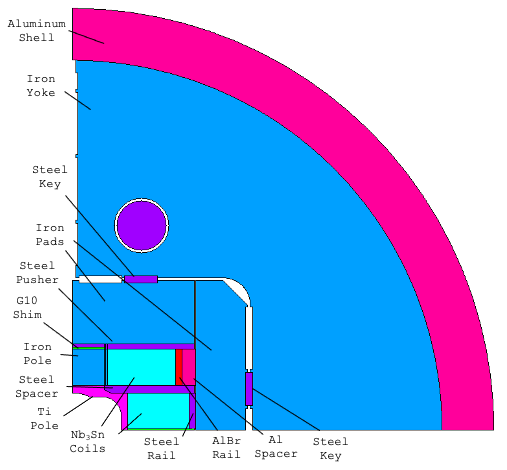 Aluminum
Shell
Iron
Yoke
Steel
Key
Iron
Pads
Steel
Pusher
G10
Shim
Iron
Pole
Steel
Spacer
Ti
Pole
Nb₃Sn
Coils
Steel
Rail
AlBr
Rail
Al
Spacer
Steel
Key